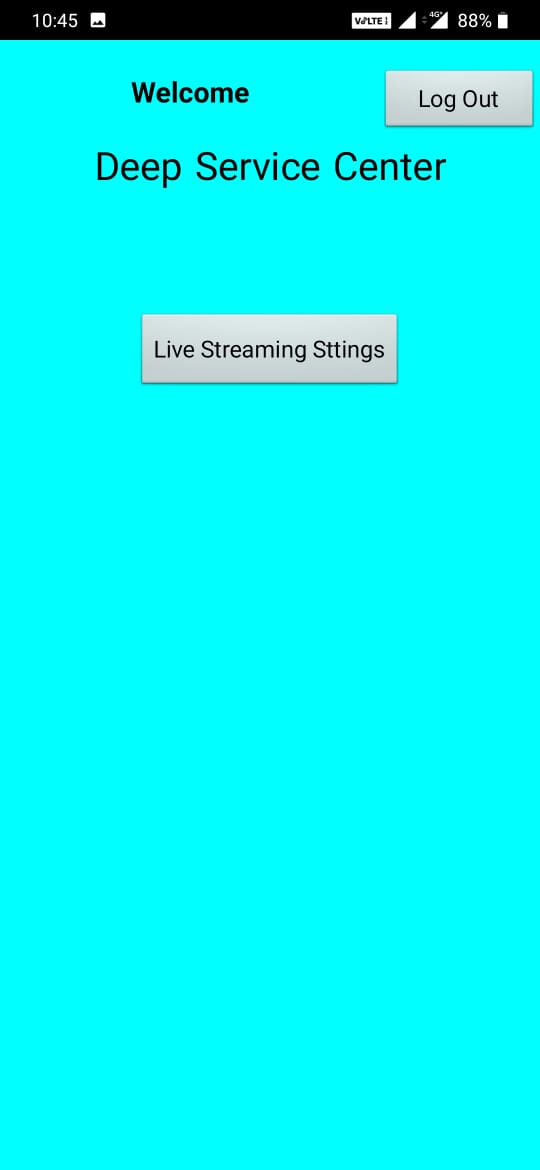 10:45 VoLTE 4G+ 88%
Welcome
Log Out
Deep Service Center
Live Streaming Sttings